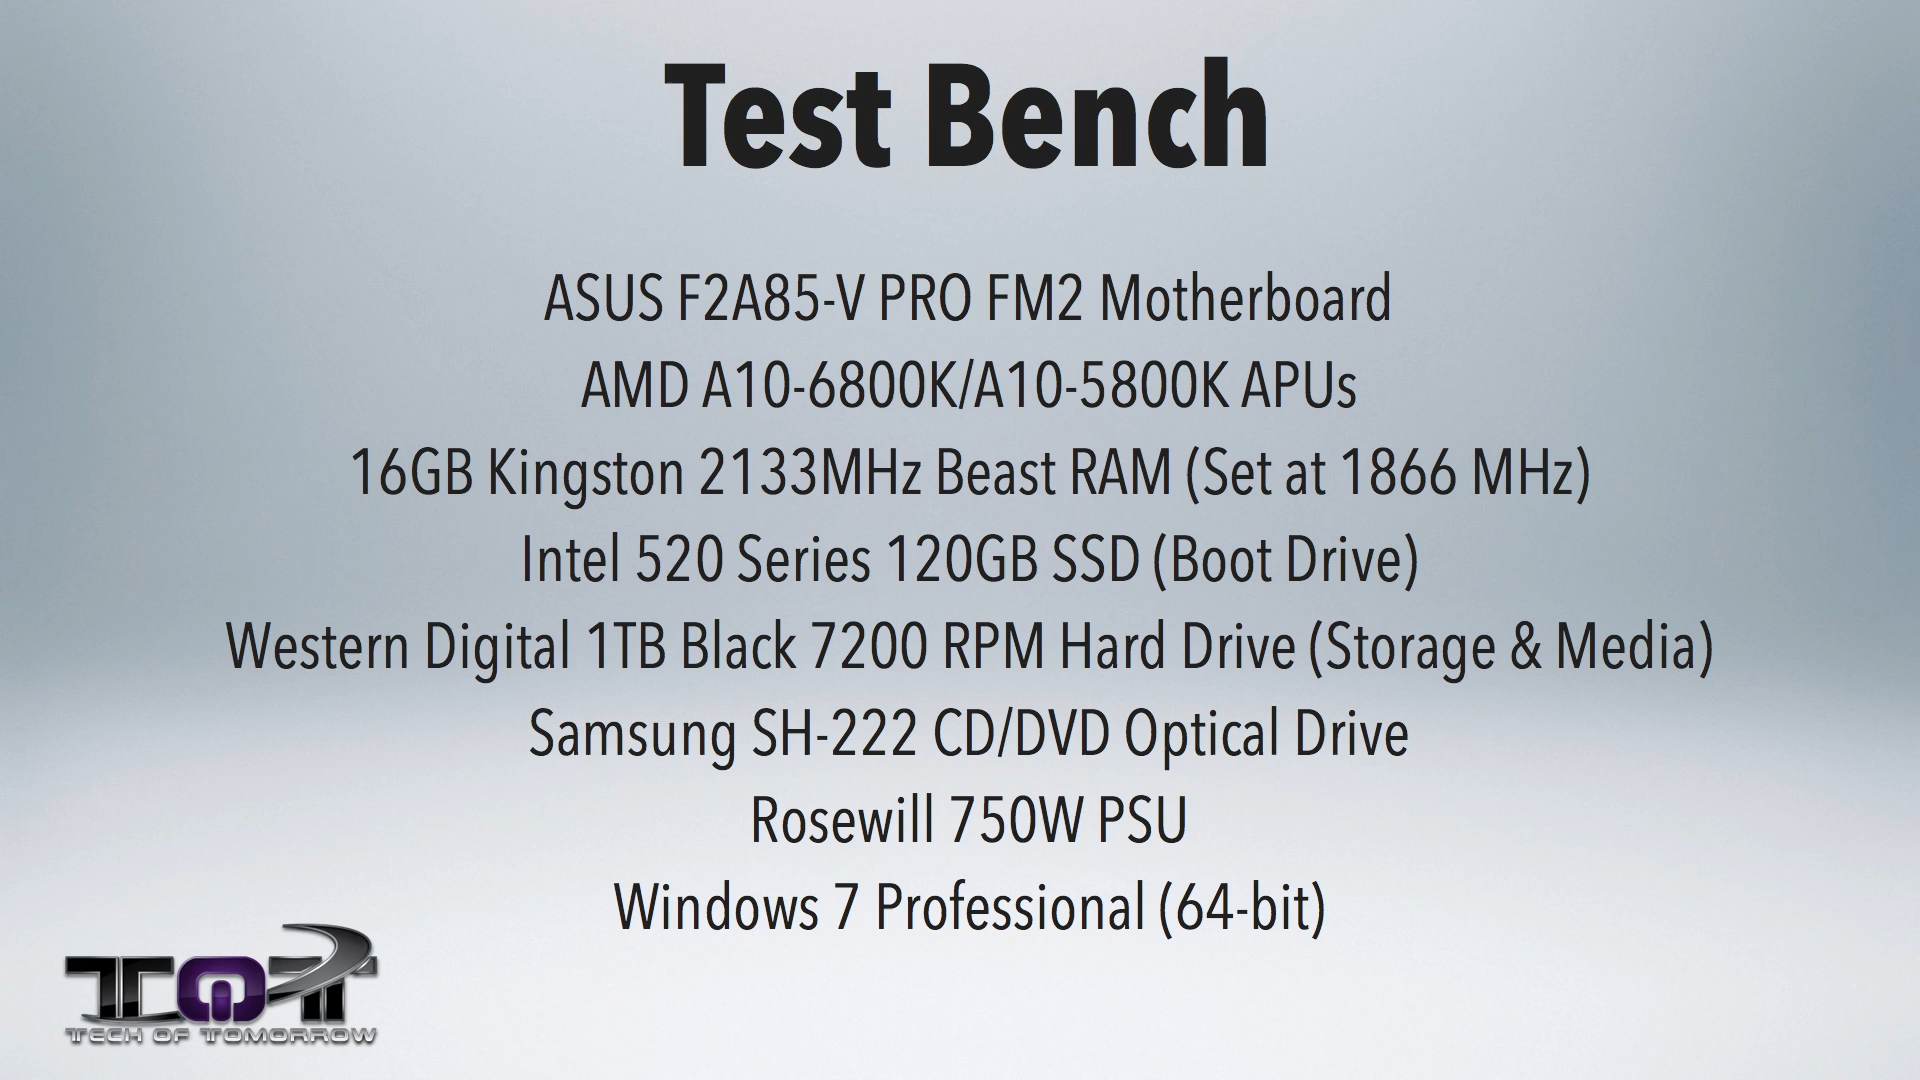 Test Bench
ASUS F2A85-V PRO FM2 Motherboard
AMD A10-6800K/A10-5800K APUs
16GB Kingston 2133MHz Beast RAM (Set at 1866 MHz)
Intel 520 Series 120GB SSD (Boot Drive)
Western Digital 1TB Black 7200 RPM Hard Drive (Storage & Media)
Samsung SH-222 CD/DVD Optical Drive
Rosewill 750W PSU
Windows 7 Professional (64-bit)
TOT
TECH OF TOMORROW